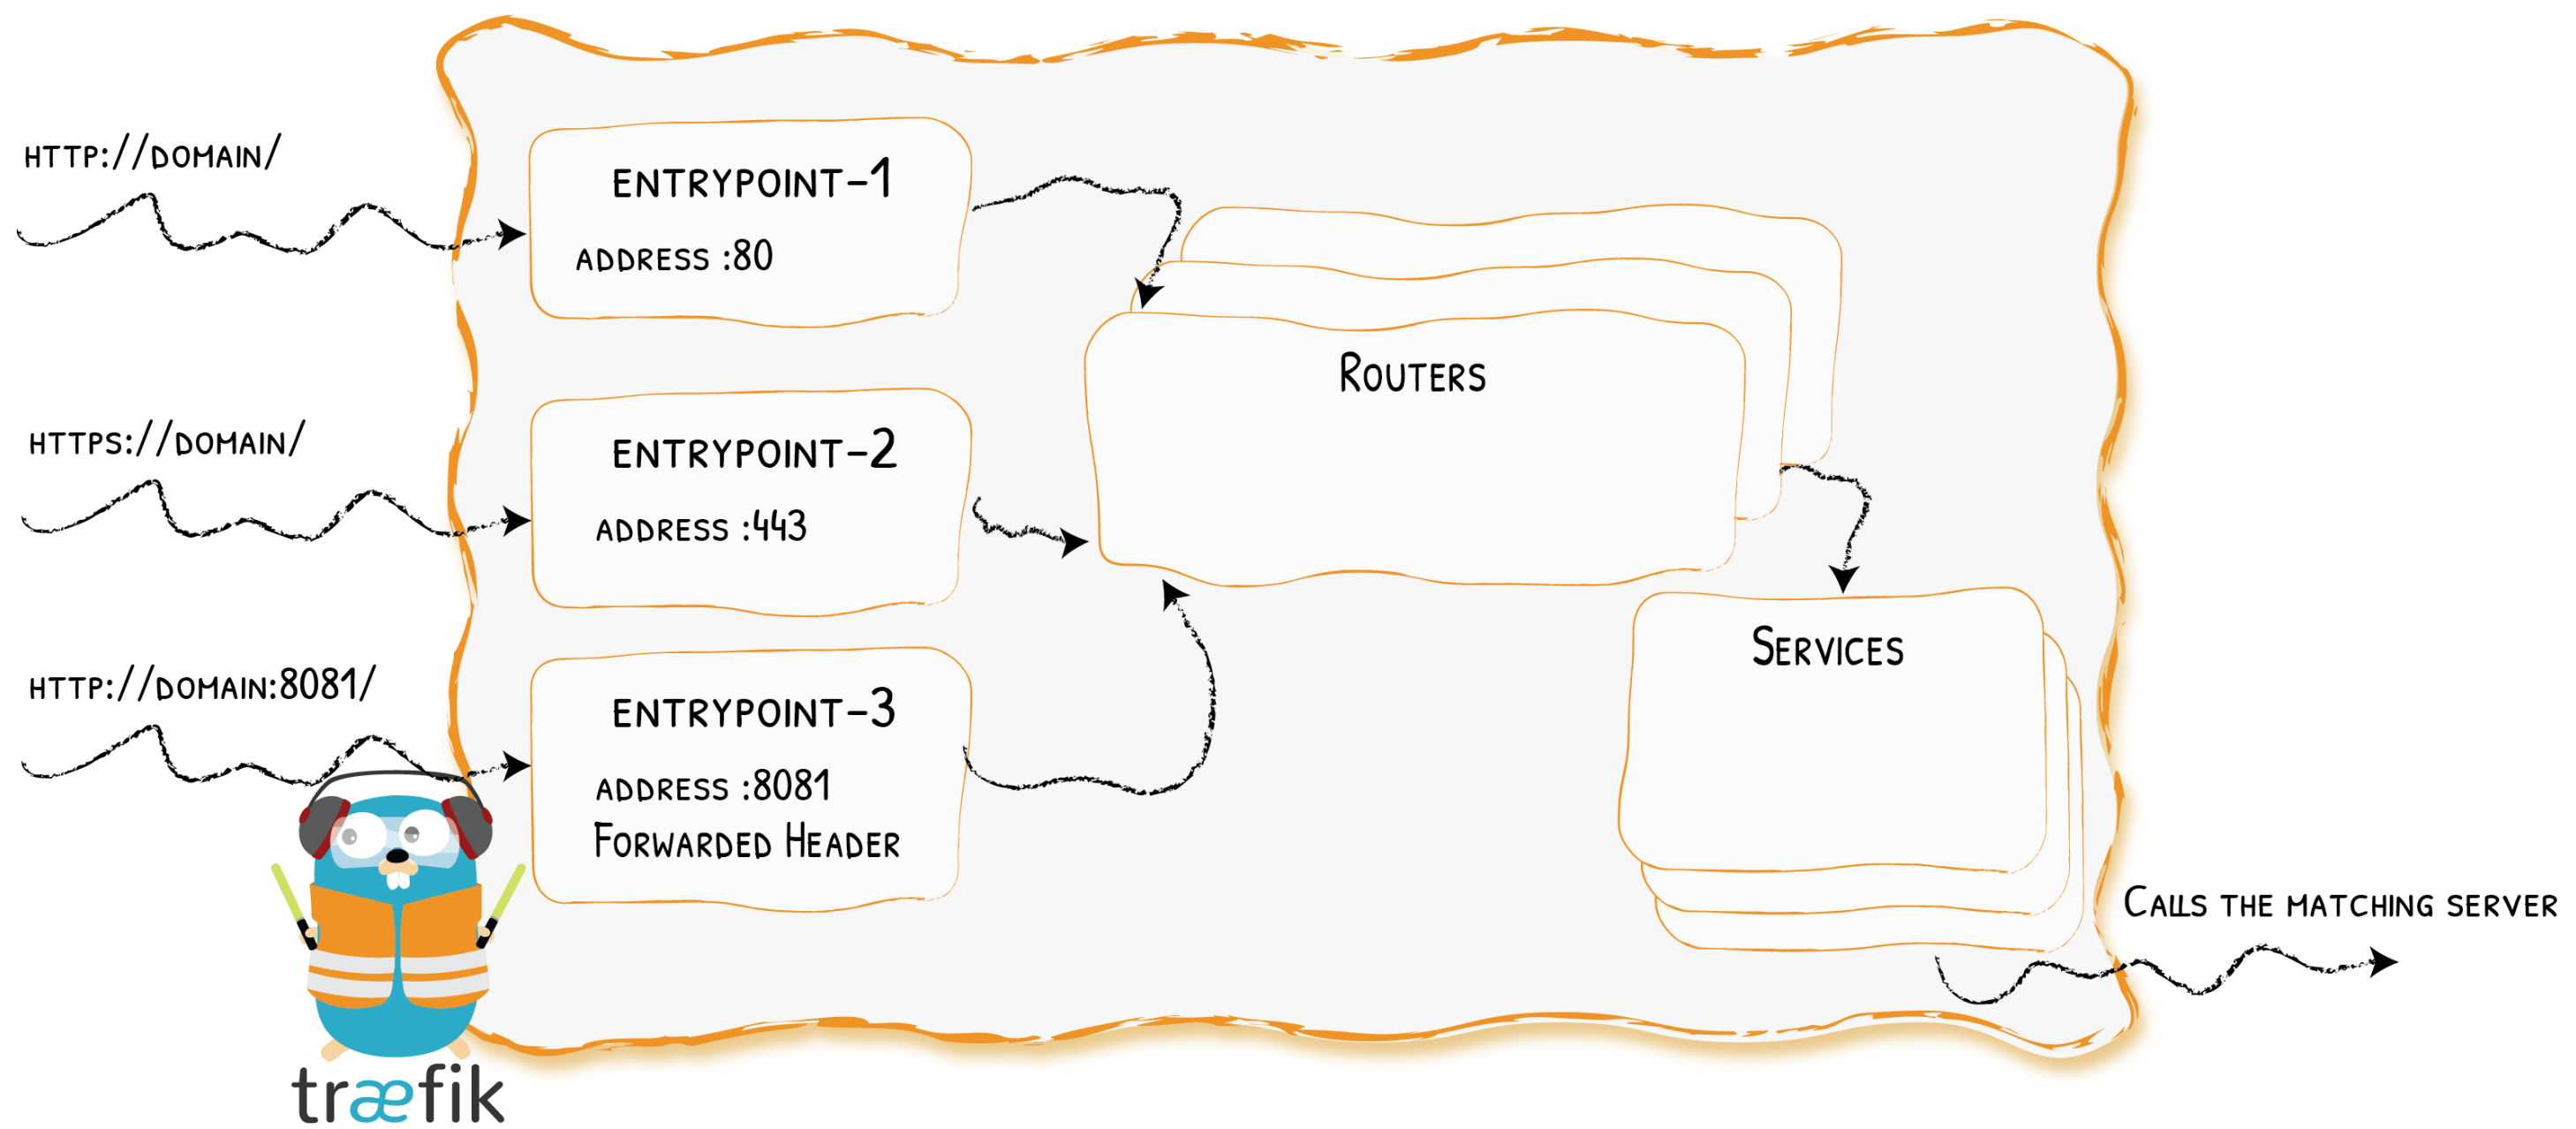 http://domain/
entrypoint-1
address :80
https://domain/
entrypoint-2
address :443
http://domain:8081/
entrypoint-3
address :8081
Forwarded Header
Routers
Services
Calls the matching server
træfik